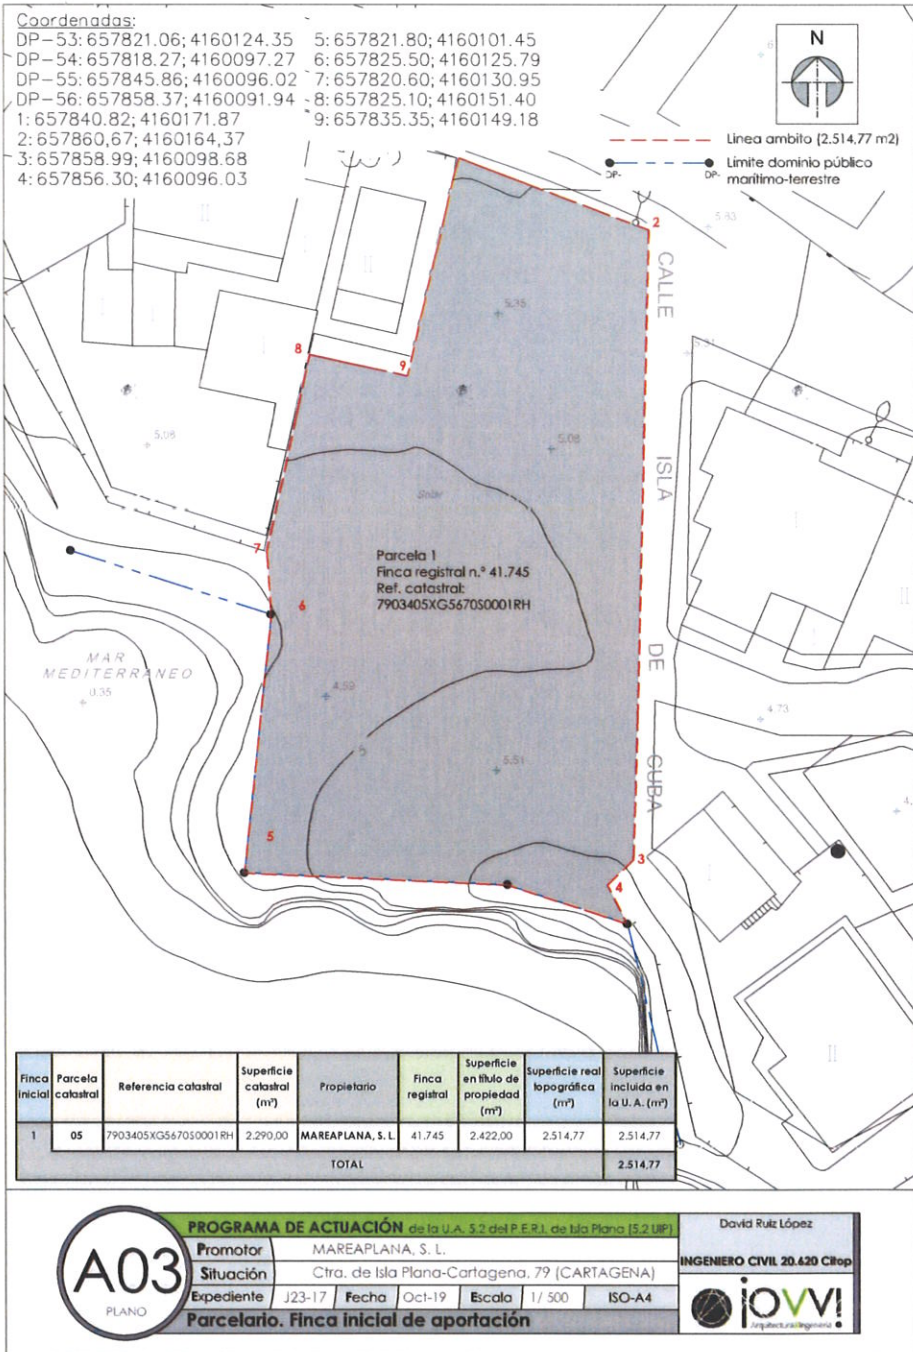 Coordenadas:
DP-53: 657821.06; 4160124.35
DP-54: 657818.27; 4160097.27
DP-55: 657845.86; 4160096.02
DP-56: 657858.37; 4160091.94
1: 657840.82; 4160171.87
2: 657860,67; 4160164,37
3: 657858.99; 4160098.68
4: 657856.30; 4160096.03
5: 657821.80; 4160101.45
6: 657825.50; 4160125.79
7: 657820.60; 4160130.95
8: 657825.10; 4160151.40
9: 657835.35; 4160149.18
N
Linea ambito (2.514,77 m2)
DP-
DP-
Límite dominio público
marítimo-terrestre
2
5.83
CALLE
5.35
8
9
5.08
5.08
ISLA
Solar
7
Parcela 1
Finca registral n.º 41.745
Ref. catastral:
7903405XG5670S0001RH
6
MAR
MEDITERRANEO
0.35
4.59
DE
4.73
5
5.51
CUBA
5
3
4
I
II
II
Finca inicial
Parcela catastral
Referencia catastral
Superficie catastral (m²)
Propietario
Finca registral
Superficie en título de propiedad (m²)
Superficie real topográfica (m²)
Superficie incluida en la U. A. (m²)
1 05 7903405XG5670S0001RH 2.290,00 MAREAPLANA, S. L. 41.745 2.422,00 2.514,77 2.514,77
TOTAL 2.514,77
A03
PLANO
PROGRAMA DE ACTUACIÓN de la U.A. 5.2 del P.E.R.I. de Isla Plana (5.2 UIP)
Promotor MAREAPLANA, S. L.
Situación Ctra. de Isla Plana-Cartagena, 79 (CARTAGENA)
Expediente J23-17 Fecha Oct-19 Escala 1/ 500 ISO-A4
Parcelario. Finca inicial de aportación
David Ruiz López
INGENIERO CIVIL 20.620 Citop
iOVVI
Arquitectura&Ingeniería